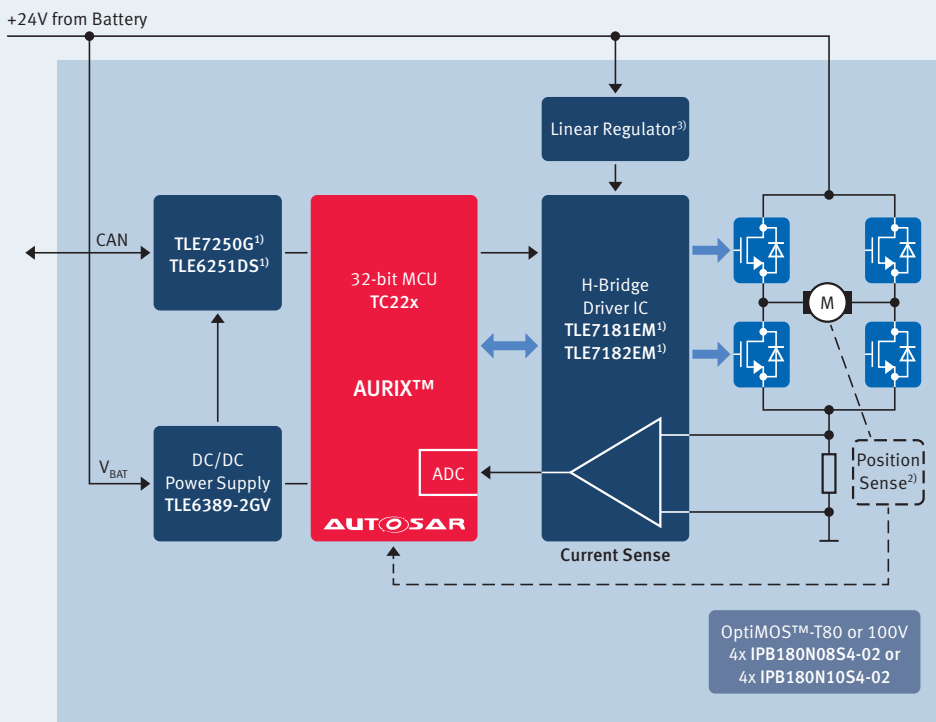 +24V from Battery
Linear Regulator3)
CAN
TLE7250G1)
TLE6251DS1)
32-bit MCU
TC22x
AURIX™
H-Bridge
Driver IC
TLE7181EM1)
TLE7182EM1)
M
VBAT
DC/DC
Power Supply
TLE6389-2GV
ADC
AUTOSAR
Position
Sense2)
Current Sense
OptiMOS™-T80 or 100V
4x IPB180N08S4-02 or
4x IPB180N10S4-02